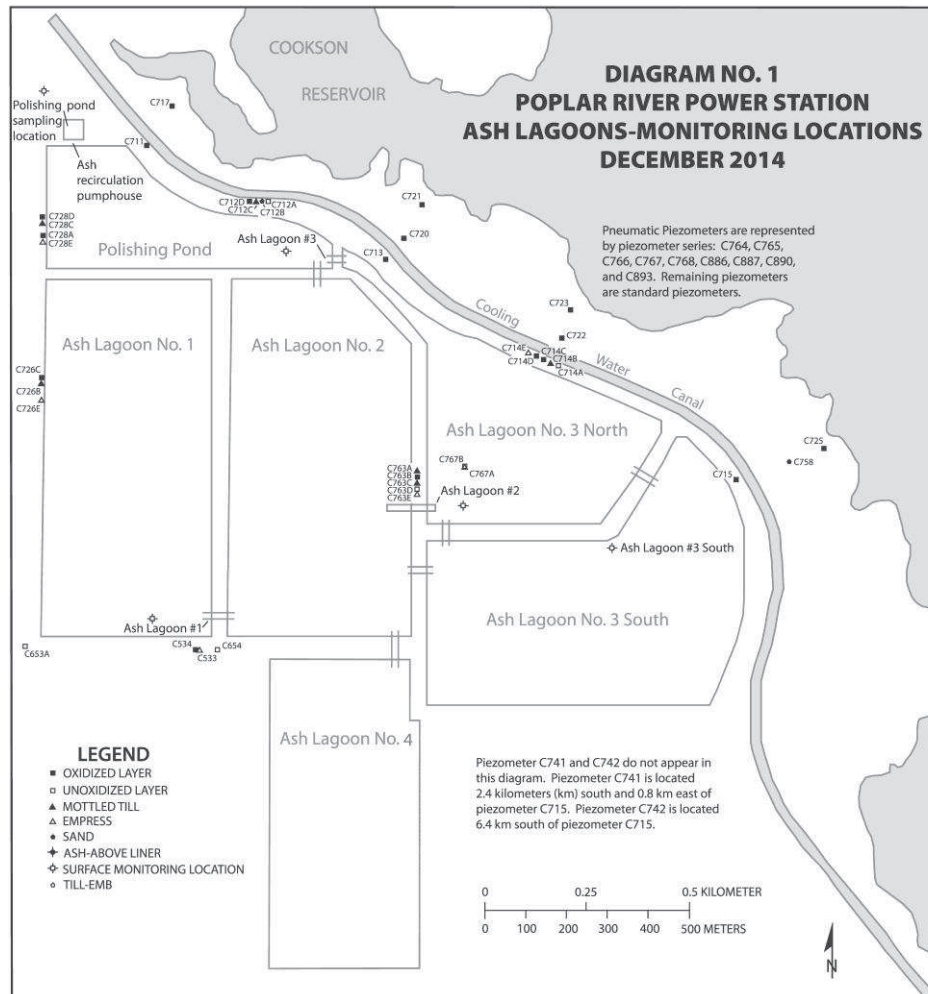 COOKSON
RESERVOIR
DIAGRAM NO. 1
POPLAR RIVER POWER STATION
ASH LAGOONS-MONITORING LOCATIONS
DECEMBER 2014
Polishing pond
sampling
location
C717
C711
Ash
recirculation
pumphouse
C712D
C712A
C712C
C712B
C721
C720
C713
C728D
C728C
C728A
C728E
Polishing Pond
Ash Lagoon #3
Pneumatic Piezometers are represented
by piezometer series: C764, C765,
C766, C767, C768, C886, C887, C890,
and C893. Remaining piezometers
are standard piezometers.
Cooling
Water
Canal
C723
C722
C714E
C714C
C714D
C714B
C714A
Ash Lagoon No. 1
Ash Lagoon No. 2
C726C
C726B
C726E
Ash Lagoon No. 3 North
C725
C758
C715
C763A
C763B
C763C
C763D
C763E
C767B
C767A
Ash Lagoon #2
Ash Lagoon #3 South
Ash Lagoon No. 3 South
Ash Lagoon #1
C653A
C534
C533
C654
Ash Lagoon No. 4
LEGEND
OXIDIZED LAYER
UNOXIDIZED LAYER
MOTTLED TILL
EMPRESS
SAND
ASH-ABOVE LINER
SURFACE MONITORING LOCATION
TILL-EMB
Piezometer C741 and C742 do not appear in
this diagram. Piezometer C741 is located
2.4 kilometers (km) south and 0.8 km east of
piezometer C715. Piezometer C742 is located
6.4 km south of piezometer C715.
0 0.25 0.5 KILOMETER
0 100 200 300 400 500 METERS
N